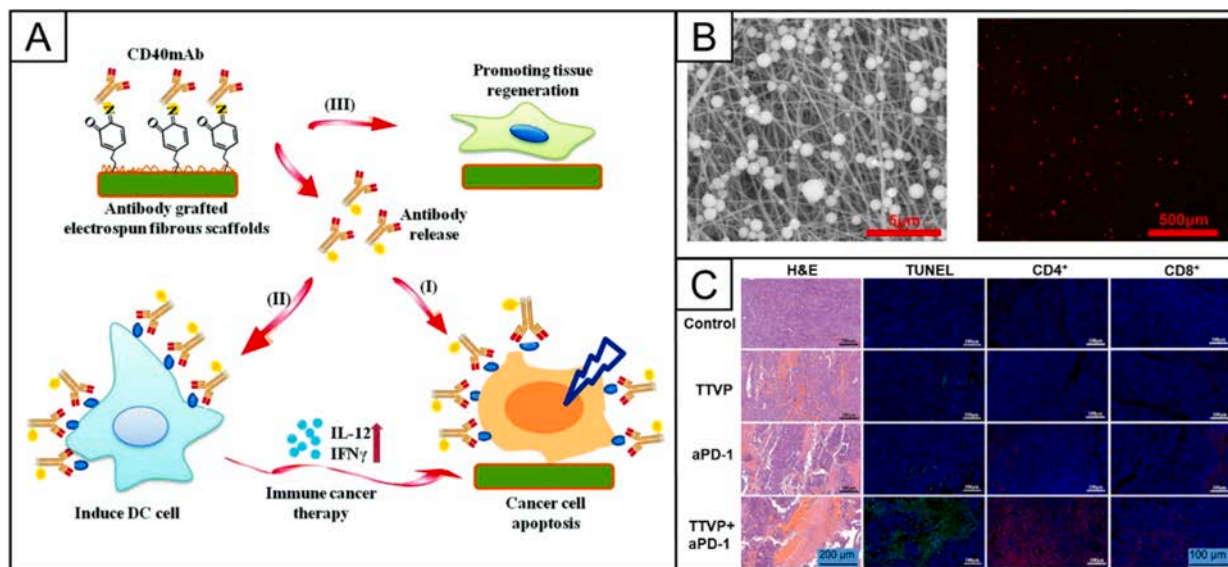 A
CD40mAb
N
N
N
O
O
O
Antibody grafted
electrospun fibrous scaffolds
(III)
Promoting tissue
regeneration
Antibody
release
(II)
(I)
IL-12
IFNγ
Immune cancer
therapy
Induce DC cell
Cancer cell
apoptosis
B
5μm
500μm
C
H&E
TUNEL
CD4⁺
CD8⁺
Control
TTVP
aPD-1
TTVP+
aPD-1
200 μm
100 μm